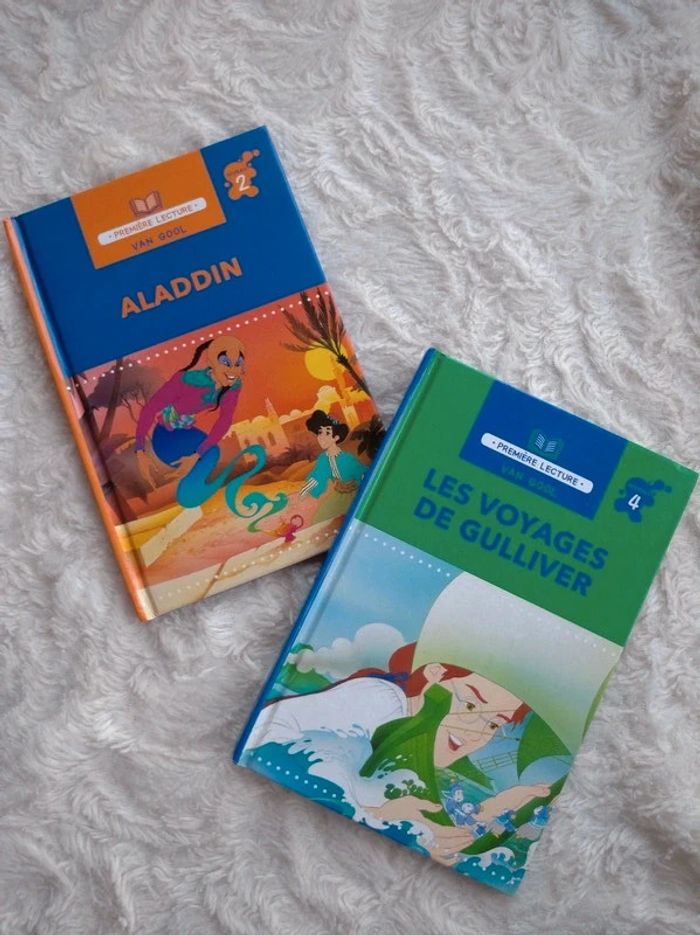 PREMIÈRE LECTURE
VAN GOOL
2
ALADDIN
PREMIÈRE LECTURE
VAN GOOL
4
LES VOYAGES
DE GULLIVER